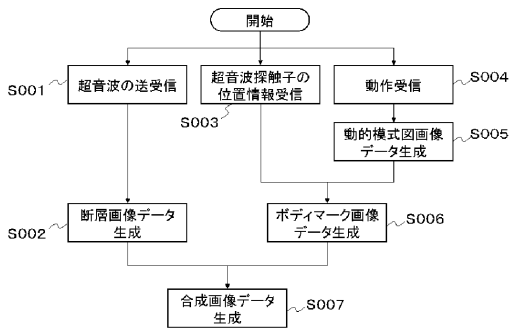 開始
S001
超音波の送受信
超音波探触子の
位置情報受信
S003
動作受信
S004
動的模式図画像
データ生成
S005
S002
断層画像データ
生成
ボディマーク画像
データ生成
S006
合成画像データ
生成
S007